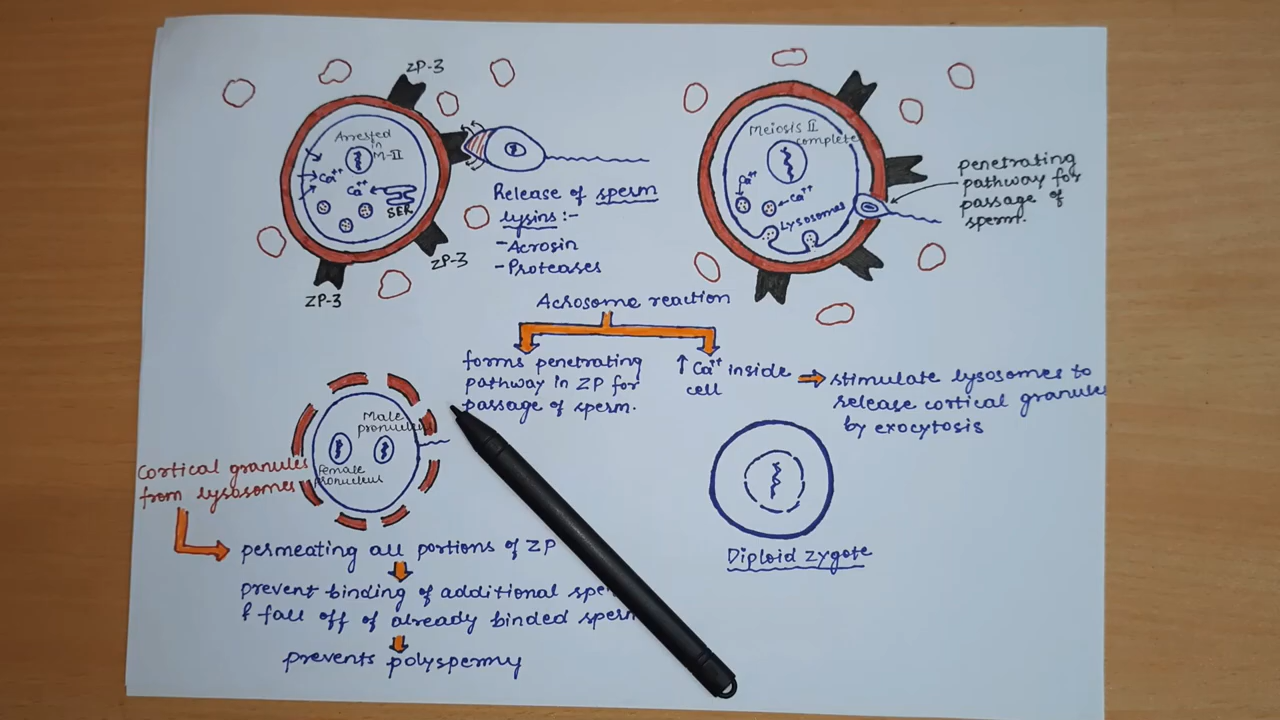 ZP-3
Arrested
in
M-II
Ca++
Ca++
SER
ZP-3
ZP-3
Release of sperm
lysins:-
-Acrosin
-Proteases
Meiosis II
complete
Ca++
Ca++
Lysosomes
penetrating
pathway for
passage of
sperm.
Acrosome reaction
forms penetrating
pathway in ZP for
passage of sperm.
↑ Ca++ inside
cell
stimulate lysosomes to
release cortical granules
by exocytosis
Male
pronucleus
Female
pronucleus
Cortical granules
from lysosomes
permeating all portions of ZP
prevent binding of additional
& fall off of already binded sperm
prevents polyspermy
Diploid zygote